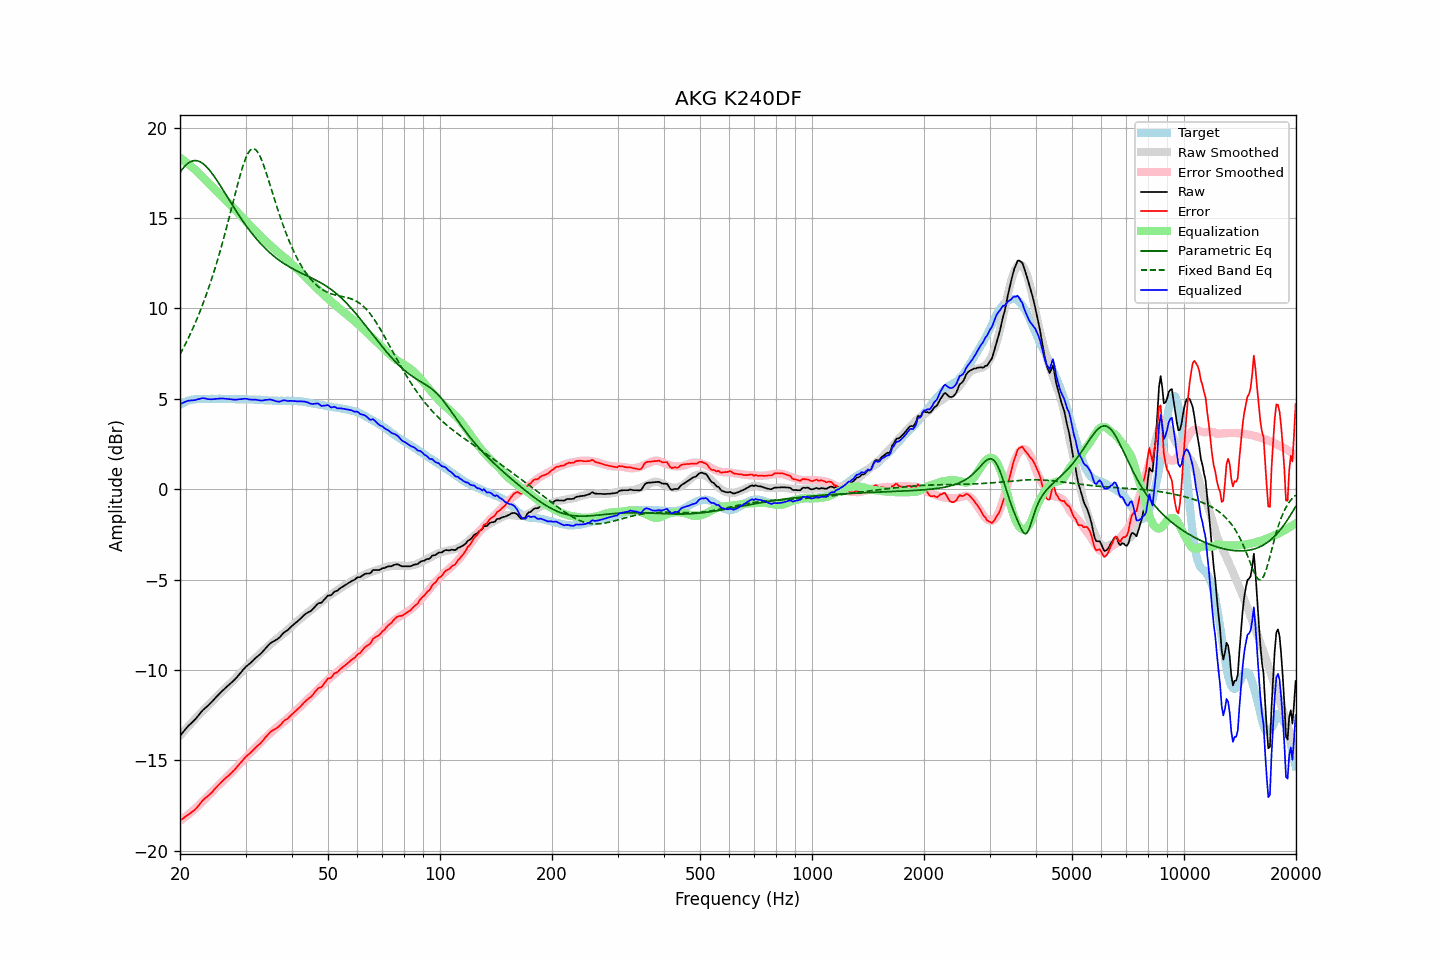 AKG K240DF
Amplitude (dBr)
20
15
10
5
0
−5
−10
−15
−20
Target
Raw Smoothed
Error Smoothed
Raw
Error
Equalization
Parametric Eq
Fixed Band Eq
Equalized
20 50 100 200 500 1000 2000 5000 10000 20000
Frequency (Hz)